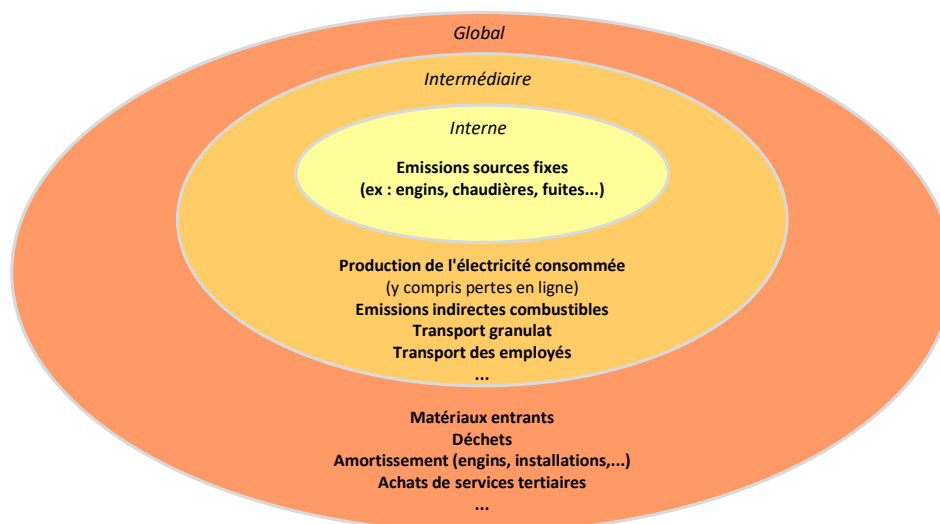 Global
Intermédiaire
Interne
Emissions sources fixes
(ex : engins, chaudières, fuites...)
Production de l'électricité consommée
(y compris pertes en ligne)
Emissions indirectes combustibles
Transport granulat
Transport des employés
...
Matériaux entrants
Déchets
Amortissement (engins, installations,...)
Achats de services tertiaires
...